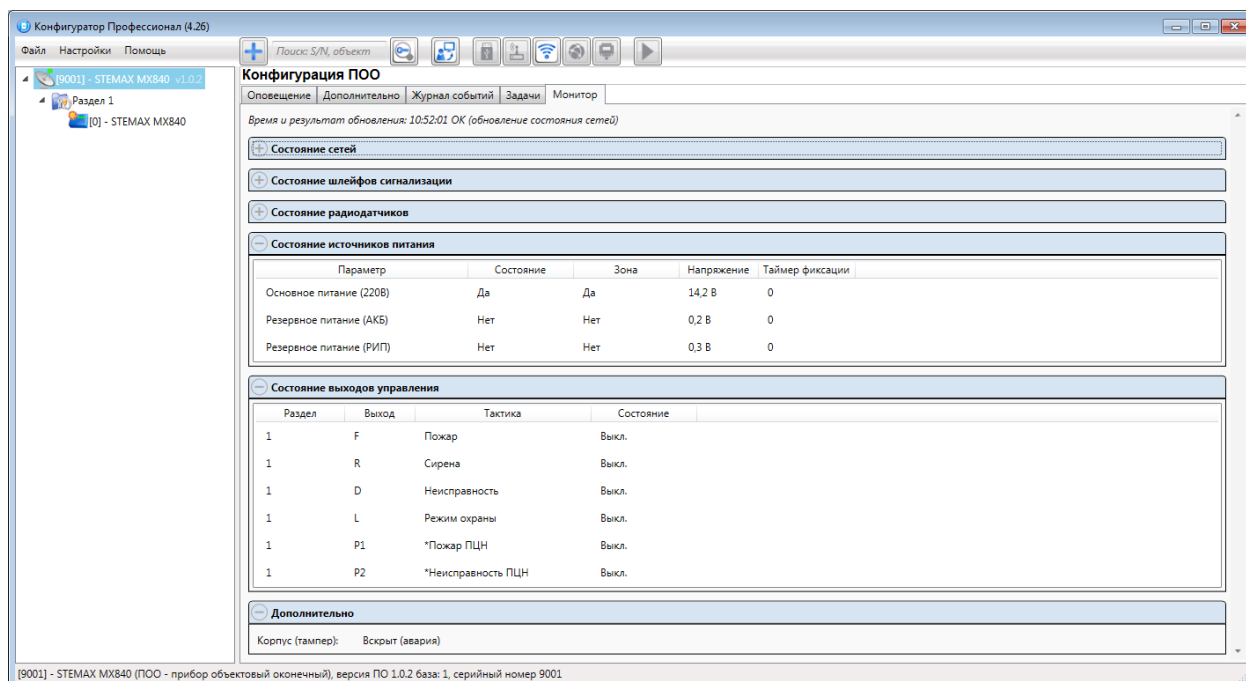 Конфигуратор Профессионал (4.26)
Файл Настройки Помощь
Поиск: S/N, объект
[9001] - STEMAX MX840 v1.0.2
Раздел 1
[0] - STEMAX MX840
Конфигурация ПОО
Оповещение Дополнительно Журнал событий Задачи Монитор
Время и результат обновления: 10:52:01 ОК (обновление состояния сетей)
Состояние сетей
Состояние шлейфов сигнализации
Состояние радиодатчиков
Состояние источников питания
Параметр Состояние Зона Напряжение Таймер фиксации
Основное питание (220В) Да Да 14,2 В 0
Резервное питание (АКБ) Нет Нет 0,2 В 0
Резервное питание (РИП) Нет Нет 0,3 В 0
Состояние выходов управления
Раздел Выход Тактика Состояние
1 F Пожар Выкл.
1 R Сирена Выкл.
1 D Неисправность Выкл.
1 L Режим охраны Выкл.
1 P1 *Пожар ПЦН Выкл.
1 P2 *Неисправность ПЦН Выкл.
Дополнительно
Корпус (тампер): Вскрыт (авария)
[9001] - STEMAX MX840 (ПОО - прибор объектовый оконечный), версия ПО 1.0.2 база: 1, серийный номер 9001